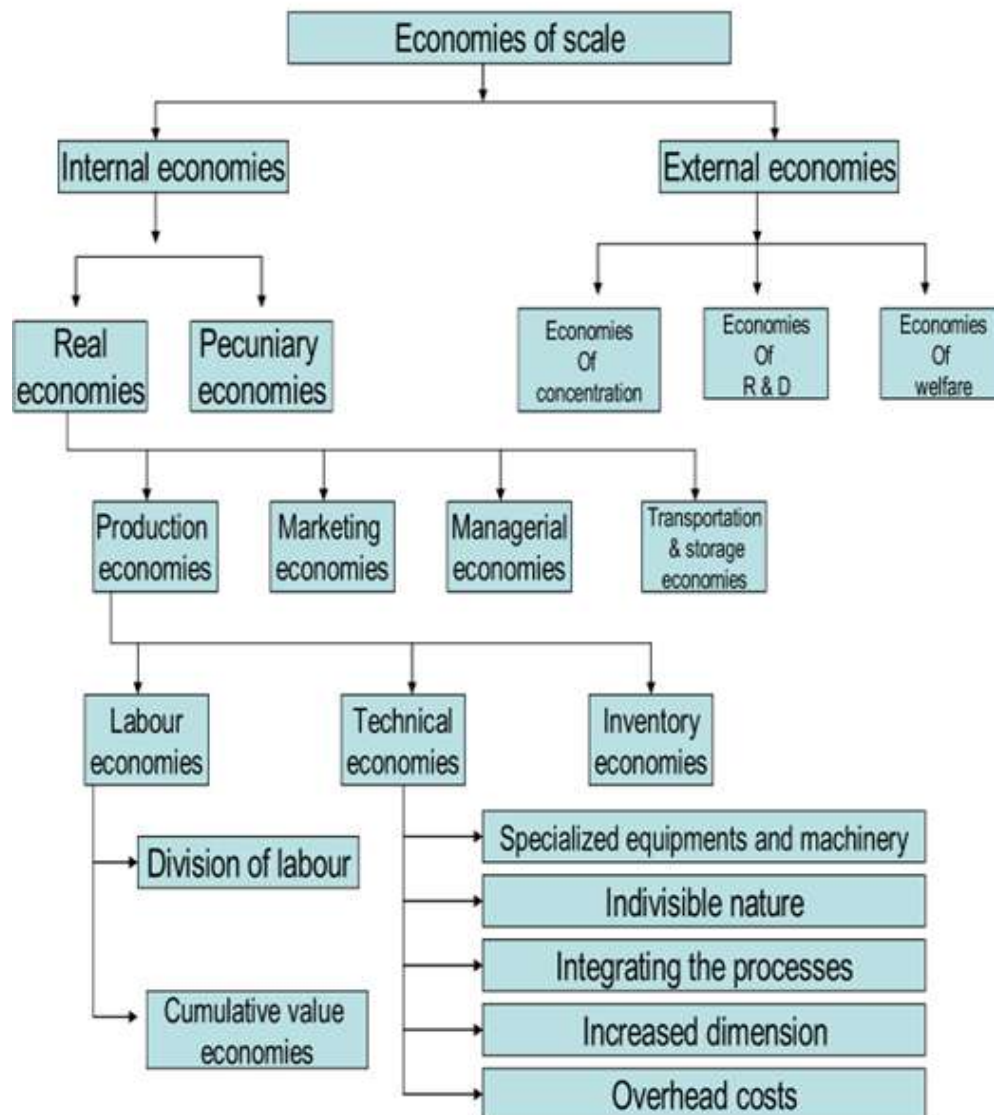 Economies of scale
Internal economies
External economies
Real
economies
Pecuniary
economies
Economies
Of
concentration
Economies
Of
R & D
Economies
Of
welfare
Production
economies
Marketing
economies
Managerial
economies
Transportation
& storage
economies
Labour
economies
Technical
economies
Inventory
economies
Division of labour
Cumulative value
economies
Specialized equipments and machinery
Indivisible nature
Integrating the processes
Increased dimension
Overhead costs